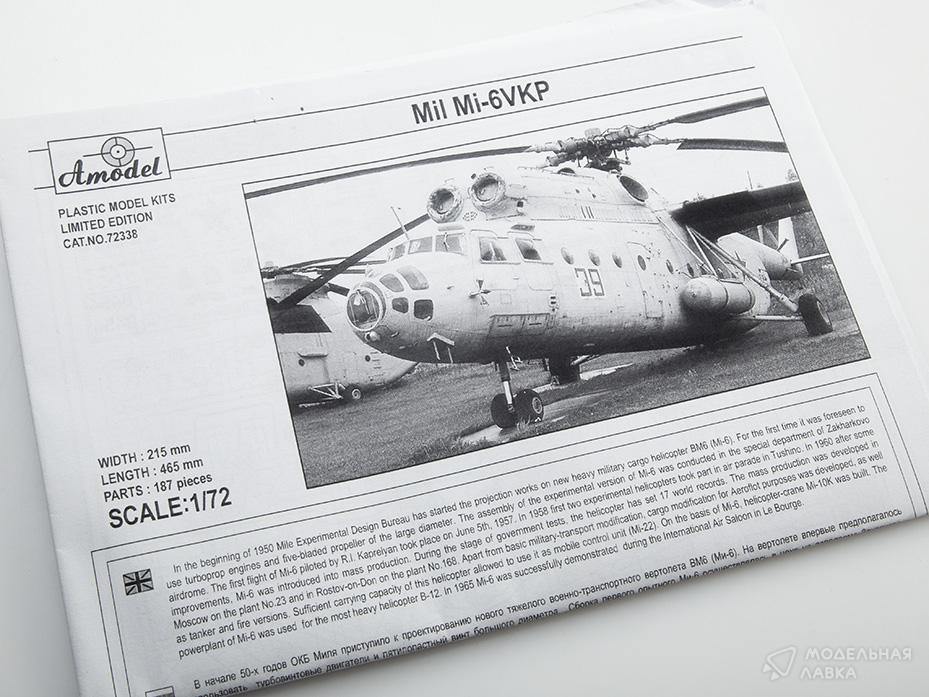 Mil Mi-6VKP
Amodel
PLASTIC MODEL KITS
LIMITED EDITION
CAT.NO.72338
39
WIDTH : 215 mm
LENGTH : 465 mm
PARTS : 187 pieces
SCALE:1/72
In the beginning of 1950 Mile Experimental Design Bureau has started the projection works on new heavy military cargo helicopter BM6 (Mi-6). For the first time it was foreseen to
use turboprop engines and five-bladed propeller of the large diameter. The assembly of the experimental version of Mi-6 was conducted in the special department of Zakharkovo
airdrome. The first flight of Mi-6 piloted by R.I. Kapreiyan took place on June 5th, 1957. In 1958 first two experimental helicopters took part in air parade in Tushino. In 1960 after some
improvements, Mi-6 was introduced into mass production. During the stage of government tests, the helicopter has set 17 world records. The mass production was developed in
Moscow on the plant No.23 and in Rostov-on-Don on the plant No.168. Apart from basic military-transport modification, cargo modification for Aeroflot purposes was developed, as well
as tanker and fire versions. Sufficient carrying capacity of this helicopter allowed to use it as mobile control unit (Mi-22). On the basis of Mi-6, helicopter-crane Mi-10K was built. The
powerplant of Mi-6 was used for the most heavy helicopter B-12. In 1965 Mi-6 was successfully demonstrated during the International Air Saloon in Le Bourge.
В начале 50-х годов ОКБ Миля приступило к проектированию нового тяжелого военно-транспортного вертолета ВМ6 (Ми-6). На вертолете впервые предполагалось
использовать турбовинтовые двигатели и пятилопастный винт большого диаметра. Сборка первого опытного Ми-6
МОДЕЛЬНАЯ
ЛАВКА